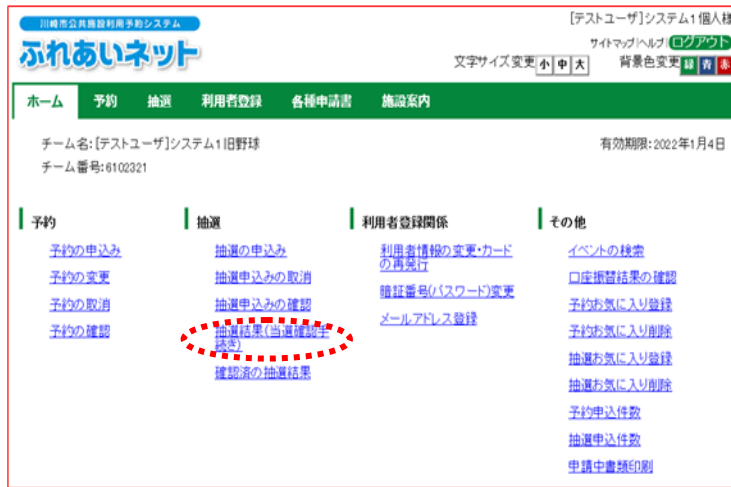 川崎市公共施設利用予約システム
ふれあいネット
[テストユーザ]システム1個人様
サイトマップ|ヘルプ|ログアウト
文字サイズ変更 小 中 大 背景色変更 緑 青 赤
ホーム 予約 抽選 利用者登録 各種申請書 施設案内
チーム名:[テストユーザ]システム1旧野球
有効期限:2022年1月4日
チーム番号:6102321
予約
予約の申込み
予約の変更
予約の取消
予約の確認
抽選
抽選の申込み
抽選申込みの取消
抽選申込みの確認
抽選結果(当選確認手
続き)
確認済の抽選結果
利用者登録関係
利用者情報の変更・カード
の再発行
暗証番号(パスワード)変更
メールアドレス登録
その他
イベントの検索
口座振替結果の確認
予約お気に入り登録
予約お気に入り削除
抽選お気に入り登録
抽選お気に入り削除
予約申込件数
抽選申込件数
申請中書類印刷